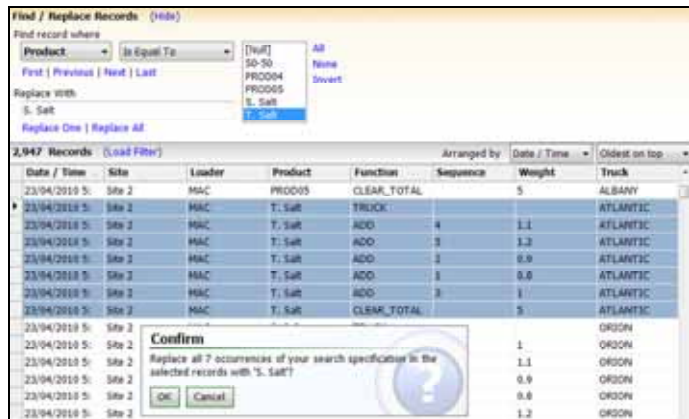 Find / Replace Records (Hide)
Find record where
Product Is Equal To
[Null]
50-50
PROD04
PROD05
S. Salt
T. Salt
All
None
Invert
First | Previous | Next | Last
Replace With
S. Salt
Replace One | Replace All
2,947 Records (Load Filter) Arranged by Date / Time Oldest on top
Date / Time Site Loader Product Function Sequence Weight Truck
23/04/2010 5: Site 2 MAC PROD05 CLEAR_TOTAL 5 ALBANY
23/04/2010 5: Site 2 MAC T. Salt TRUCK ATLANTIC
23/04/2010 5: Site 2 MAC T. Salt ADD 4 1.1 ATLANTIC
23/04/2010 5: Site 2 MAC T. Salt ADD 5 1.2 ATLANTIC
23/04/2010 5: Site 2 MAC T. Salt ADD 2 0.9 ATLANTIC
23/04/2010 5: Site 2 MAC T. Salt ADD 1 0.8 ATLANTIC
23/04/2010 5: Site 2 MAC T. Salt ADD 3 1 ATLANTIC
23/04/2010 5: Site 2 MAC T. Salt CLEAR_TOTAL 5 ATLANTIC
23/04/2010 5: Site 2 ORION
23/04/2010 5: Site 2 1 ORION
23/04/2010 5: Site 2 1.1 ORION
23/04/2010 5: Site 2 0.9 ORION
23/04/2010 5: Site 2 0.8 ORION
23/04/2010 5: Site 2 1.2 ORION
Confirm
Replace all 7 occurrences of your search specification in the
selected records with 'S. Salt'?
OK Cancel